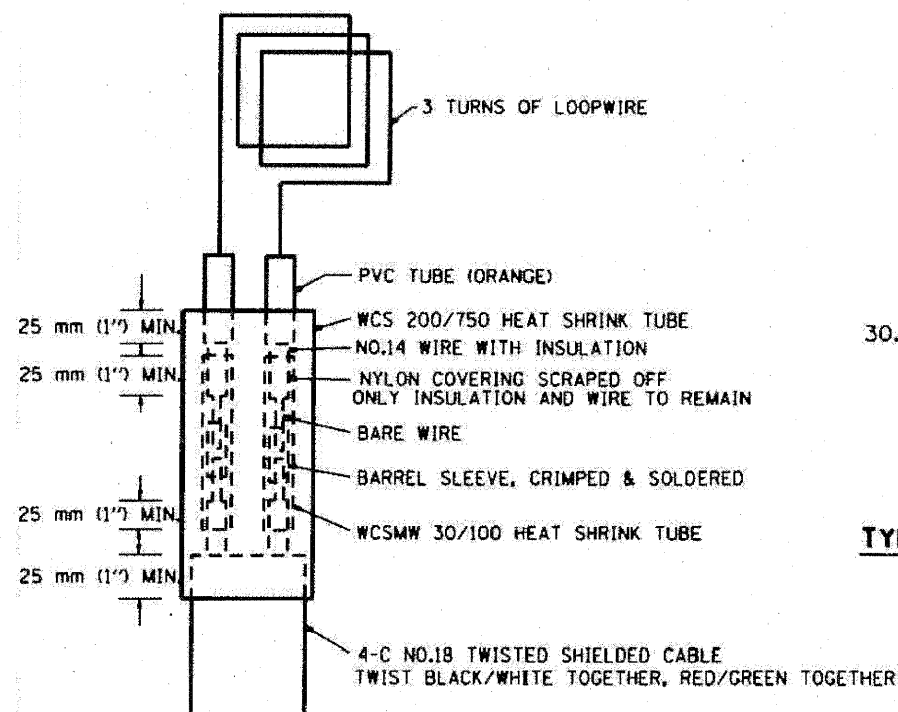 3 TURNS OF LOOPWIRE
PVC TUBE (ORANGE)
25 mm (1") MIN.
WCS 200/750 HEAT SHRINK TUBE
30.
NO.14 WIRE WITH INSULATION
25 mm (1") MIN.
NYLON COVERING SCRAPED OFF
ONLY INSULATION AND WIRE TO REMAIN
BARE WIRE
BARREL SLEEVE, CRIMPED & SOLDERED
25 mm (1") MIN.
WCSMW 30/100 HEAT SHRINK TUBE
25 mm (1") MIN.
4-C NO.18 TWISTED SHIELDED CABLE
TWIST BLACK/WHITE TOGETHER, RED/GREEN TOGETHER